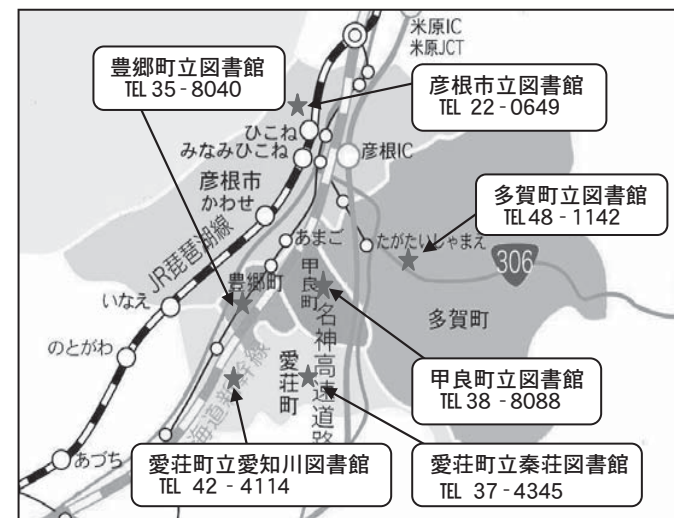 米原IC
米原JCT
豊郷町立図書館
TEL 35-8040
彦根市立図書館
TEL 22-0649
ひこね
みなみひこね
彦根IC
彦根市
かわせ
多賀町立図書館
TEL 48-1142
JR琵琶湖線
あまご
たがたいしゃまえ
306
豊郷町
甲良町
いなえ
多賀町
のとがわ
名神高速道路
愛荘町
海道新幹線
甲良町立図書館
TEL 38-8088
あづち
愛荘町立愛知川図書館
TEL 42-4114
愛荘町立秦荘図書館
TEL 37-4345